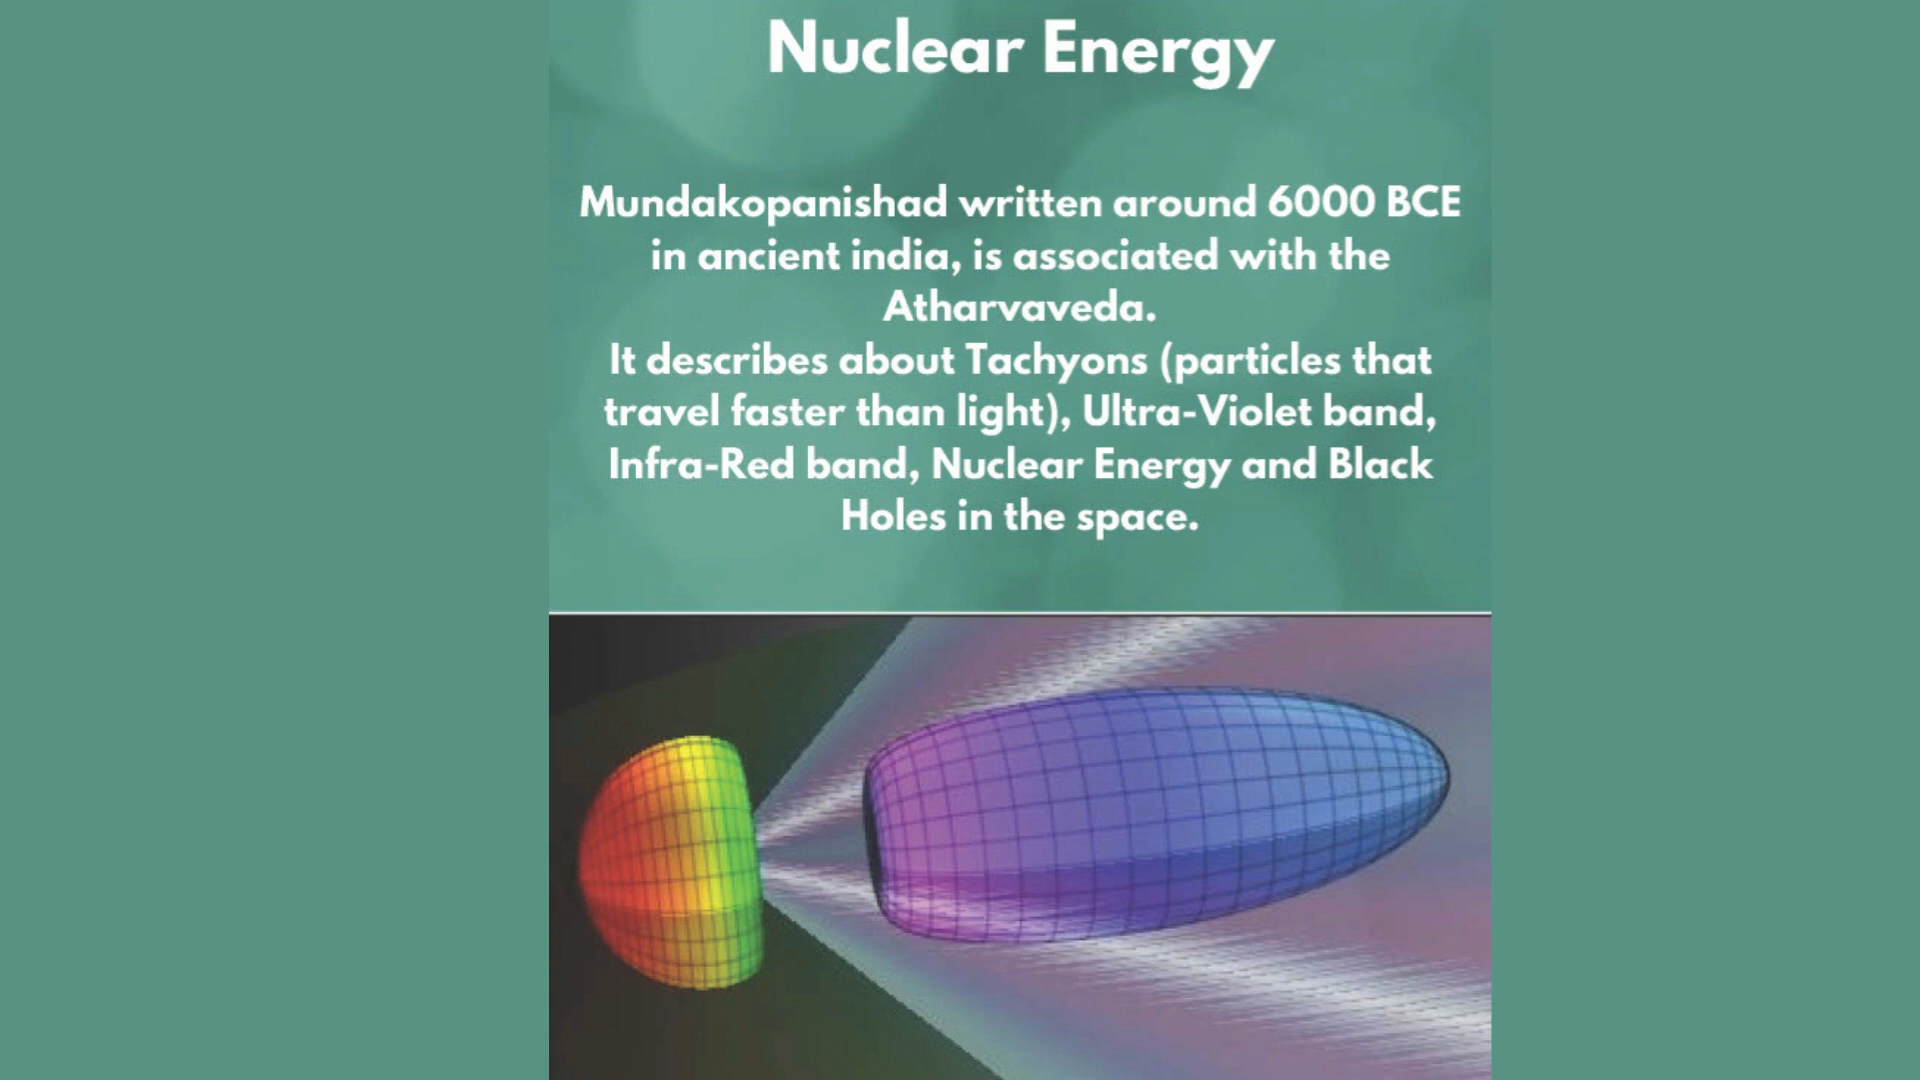 Nuclear Energy
Mundakopanishad written around 6000 BCE
in ancient india, is associated with the
Atharvaveda.
It describes about Tachyons (particles that
travel faster than light), Ultra-Violet band,
Infra-Red band, Nuclear Energy and Black
Holes in the space.